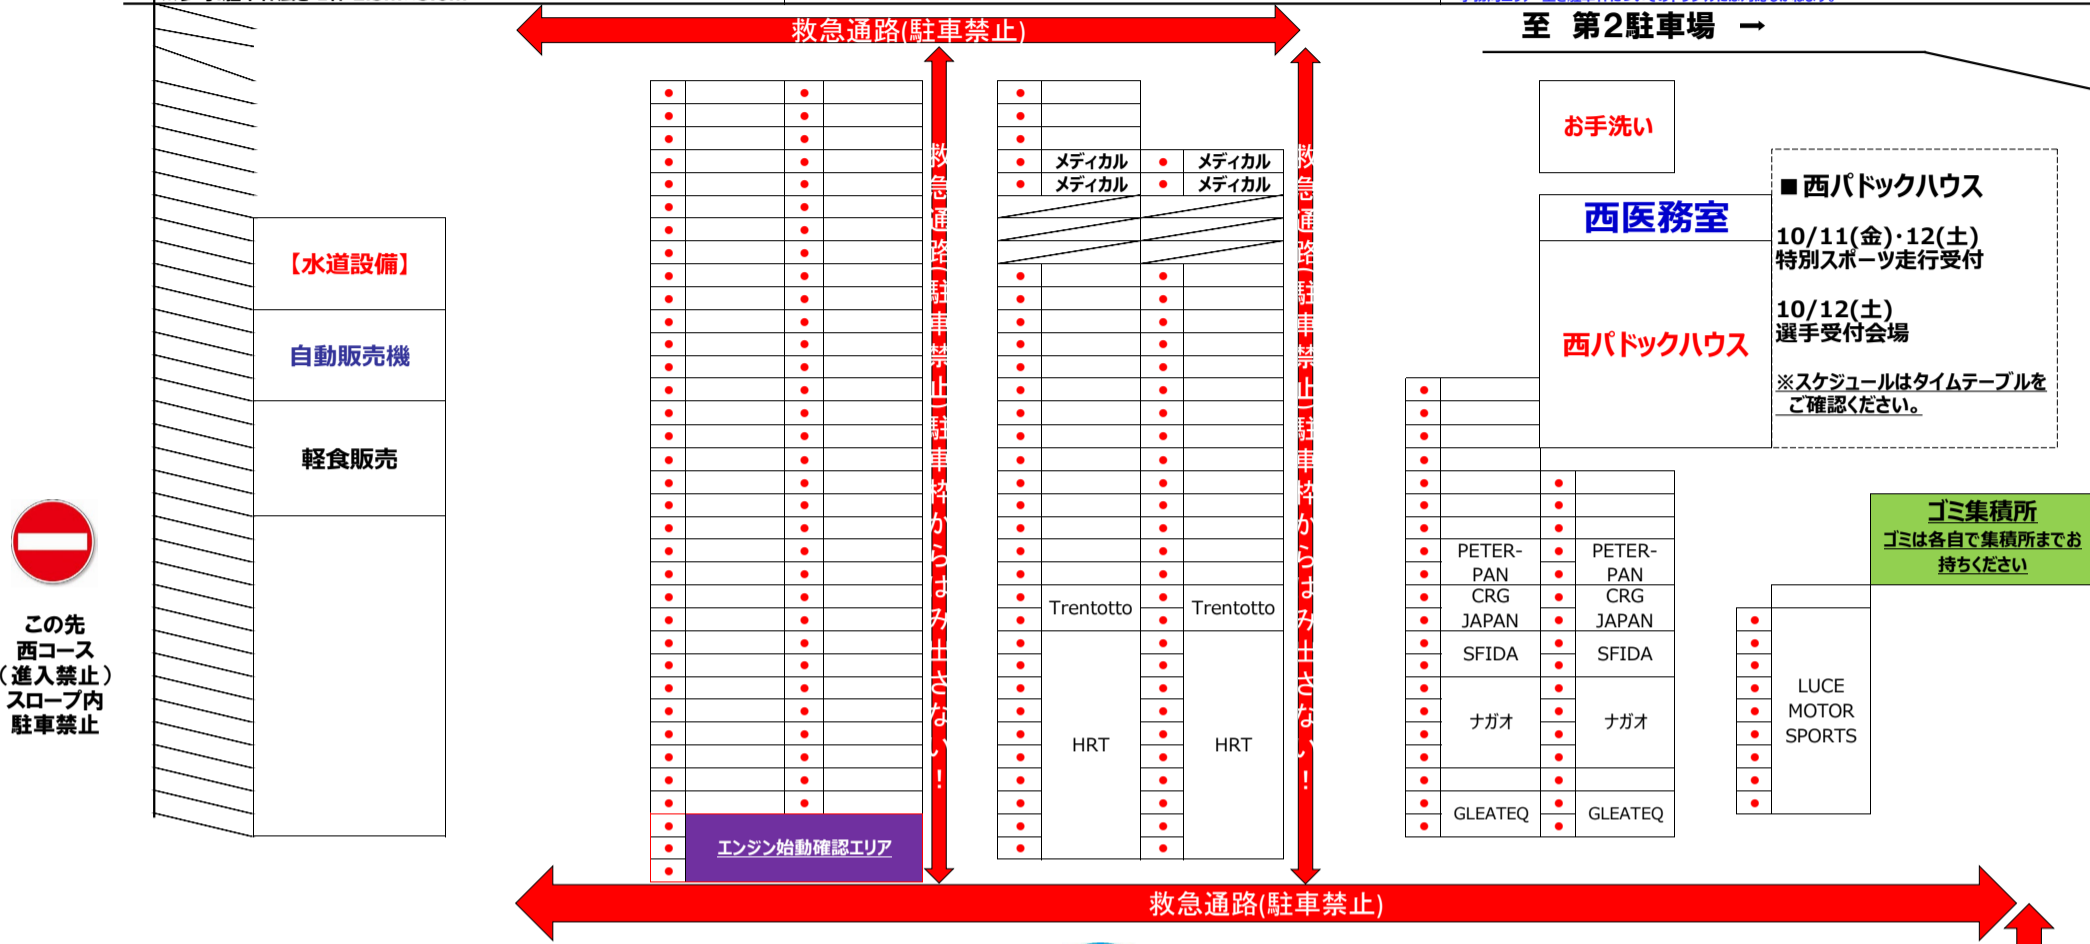 救急通路(駐車禁止)
至 第2駐車場 →
お手洗い
メディカル メディカル
メディカル メディカル
西医務室
■西パドックハウス
10/11(金)･12(土)
特別スポーツ走行受付
10/12(土)
選手受付会場
※スケジュールはタイムテーブルを
ご確認ください。
【水道設備】
自動販売機
軽食販売
西パドックハウス
救急通路(駐車禁止)駐車枠からはみ出さない!
救急通路(駐車禁止)駐車枠からはみ出さない!
ゴミ集積所
ゴミは各自で集積所までお
持ちください
この先
西コース
(進入禁止)
スロープ内
駐車禁止
PETER-
PAN
PETER-
PAN
CRG
JAPAN
CRG
JAPAN
Trentotto Trentotto
SFIDA SFIDA
ナガオ ナガオ
HRT HRT
LUCE
MOTOR
SPORTS
GLEATEQ GLEATEQ
エンジン始動確認エリア
救急通路(駐車禁止)